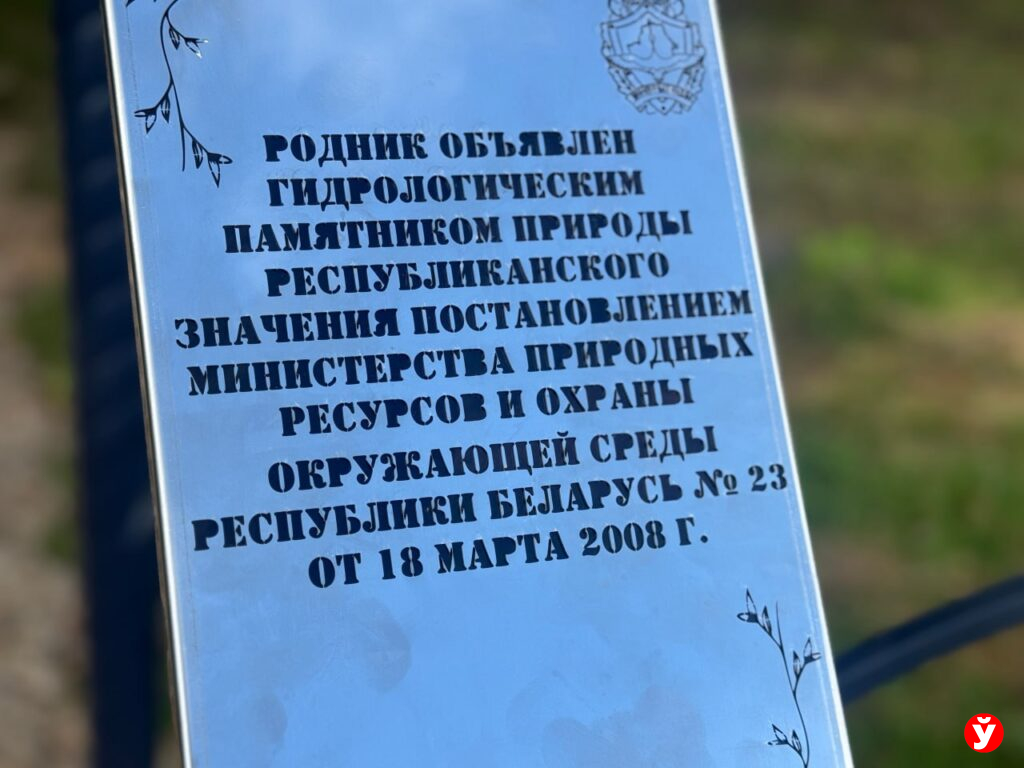 РОДНИК ОБЪЯВЛЕН
ГИДРОЛОГИЧЕСКИМ
ПАМЯТНИКОМ ПРИРОДЫ
РЕСПУБЛИКАНСКОГО
ЗНАЧЕНИЯ ПОСТАНОВЛЕНИЕМ
МИНИСТЕРСТВА ПРИРОДНЫХ
РЕСУРСОВ И ОХРАНЫ
ОКРУЖАЮЩЕЙ СРЕДЫ
РЕСПУБЛИКИ БЕЛАРУСЬ № 23
ОТ 18 МАРТА 2008 Г.
Ў